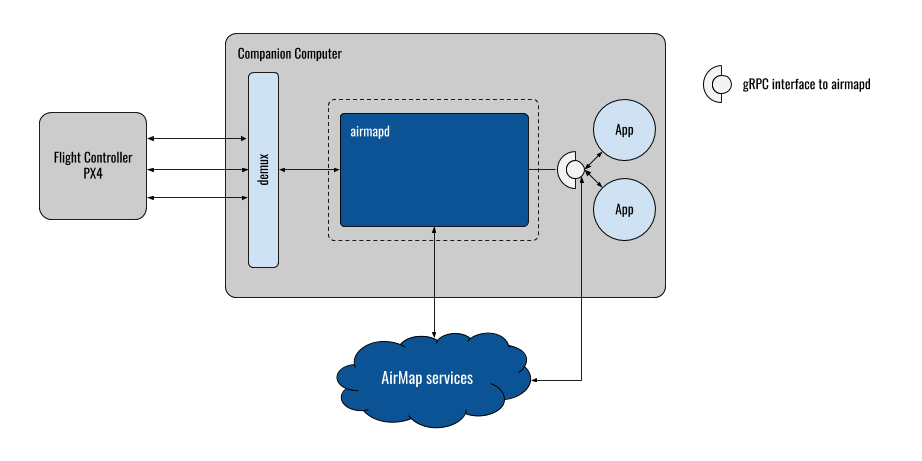 Companion Computer
gRPC interface to airmapd
airmapd
App
Flight Controller
PX4
demux
App
AirMap services